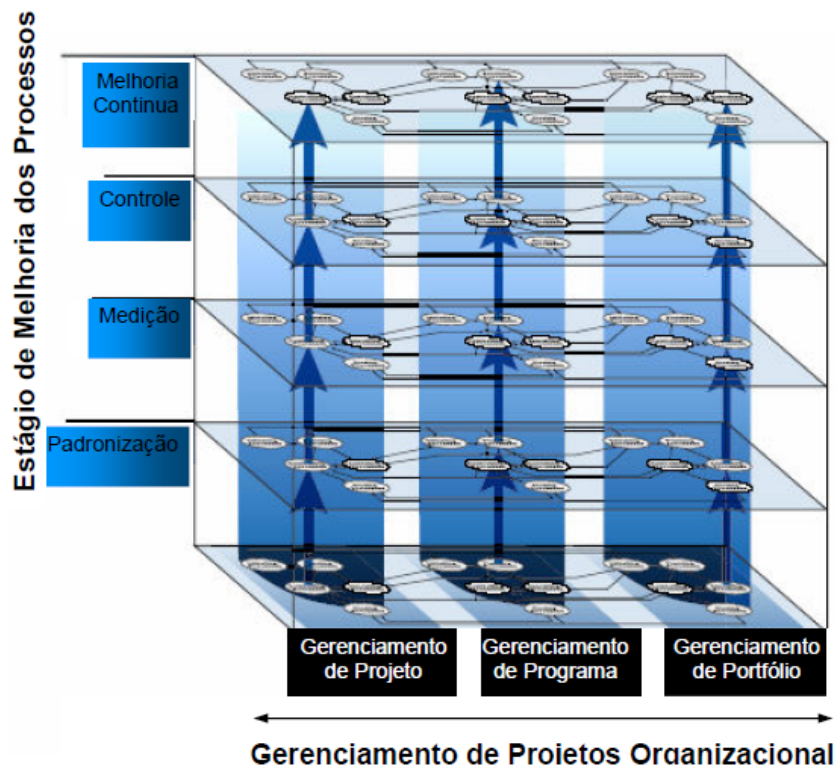 Estágio de Melhoria dos Processos
Melhoria
Continua
Controle
Medição
Padronização
Gerenciamento
de Projeto
Gerenciamento
de Programa
Gerenciamento
de Portfólio
Gerenciamento de Projetos Organizacional